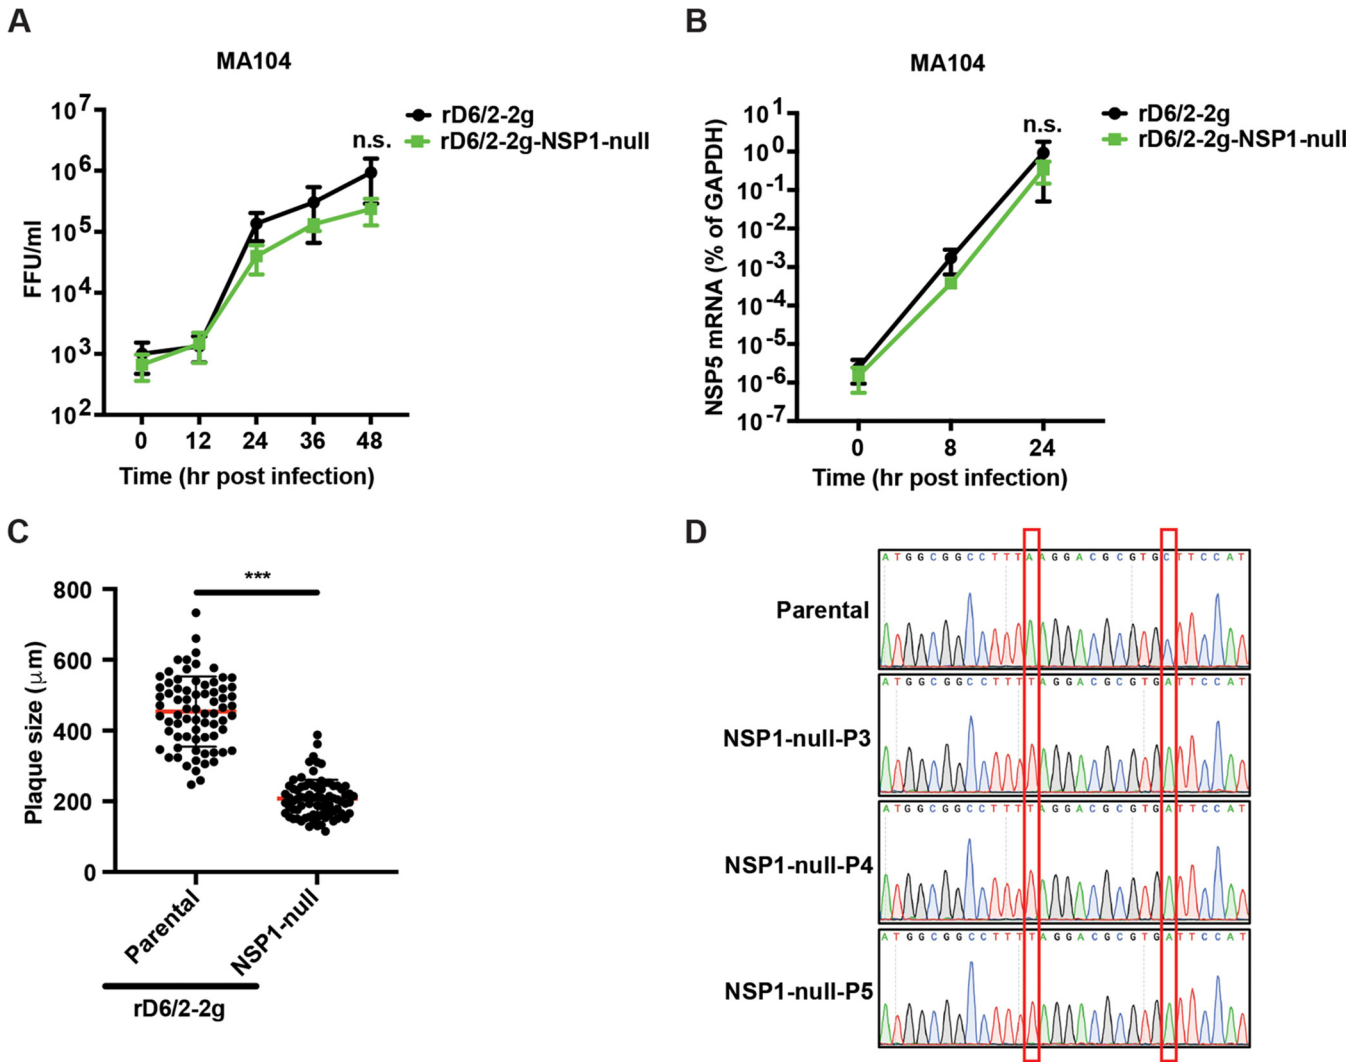 A
MA104
FFU/ml
10^7
10^6
10^5
10^4
10^3
10^2
n.s.
rD6/2-2g
rD6/2-2g-NSP1-null
0 12 24 36 48
Time (hr post infection)
B
MA104
NSP5 mRNA (% of GAPDH)
10^1
10^0
10^-1
10^-2
10^-3
10^-4
10^-5
10^-6
10^-7
n.s.
rD6/2-2g
rD6/2-2g-NSP1-null
0 8 24
Time (hr post infection)
C
Plaque size (μm)
800
600
400
200
0
***
Parental
NSP1-null
rD6/2-2g
D
Parental
ATGGCGGCCTTTAAGGACGCGTGCTTCCAT
NSP1-null-P3
ATGGCGGCCTTTTAGGACGCGTGATTCCAT
NSP1-null-P4
ATGGCGGCCTTTTAGGACGCGTGATTCCAT
NSP1-null-P5
ATGGCGGCCTTTTAGGACGCGTGATTCCAT